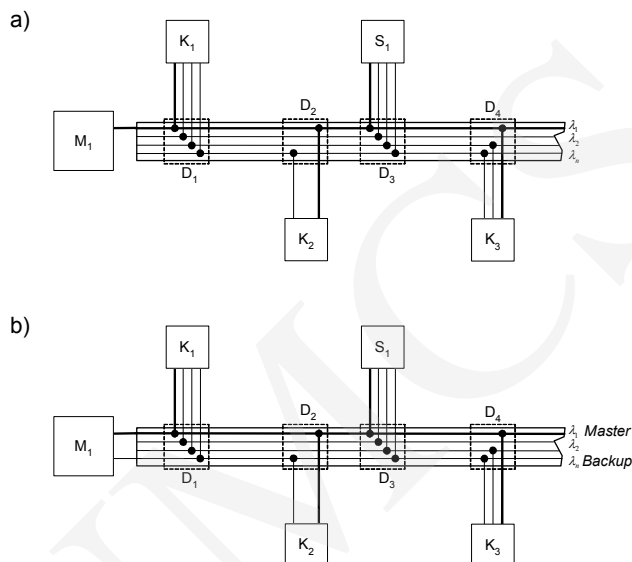 a)
K1 S1
D2 D4
M1
λ1
λ2
λn
D1 D3
K2 K3
b)
K1 S1
D2 D4
M1
λ1 Master
λ2
λn Backup
D1 D3
K2 K3